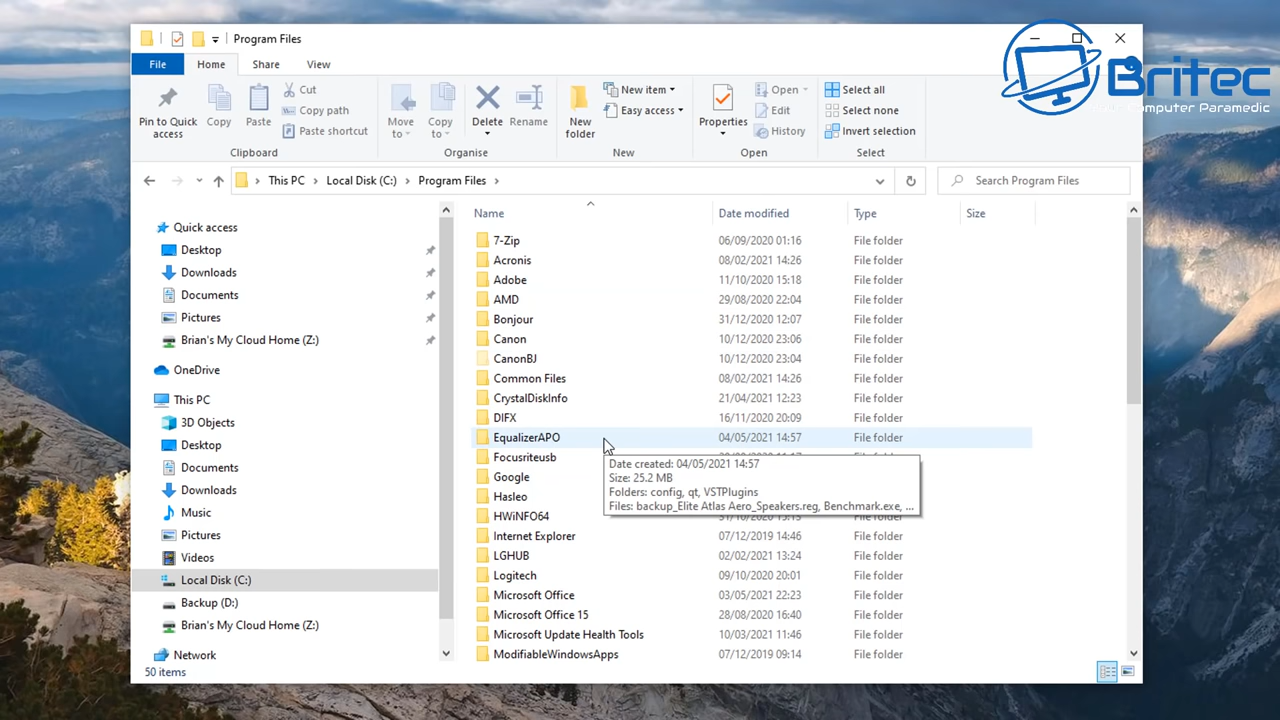 Program Files
File
Home
Share
View
Pin to Quick access
Copy
Paste
Cut
Copy path
Paste shortcut
Clipboard
Move to
Copy to
Delete
Rename
Organise
New folder
New item
Easy access
New
Properties
Open
Edit
History
Open
Select all
Select none
Invert selection
Select
Britec
Computer Paramedic
This PC > Local Disk (C:) > Program Files >
Search Program Files
Quick access
Desktop
Downloads
Documents
Pictures
Brian's My Cloud Home (Z:)
OneDrive
This PC
3D Objects
Desktop
Documents
Downloads
Music
Pictures
Videos
Local Disk (C:)
Backup (D:)
Brian's My Cloud Home (Z:)
Network
50 items
Name Date modified Type Size
7-Zip 06/09/2020 01:16 File folder
Acronis 08/02/2021 14:26 File folder
Adobe 11/10/2020 15:18 File folder
AMD 29/08/2020 22:04 File folder
Bonjour 31/12/2020 12:07 File folder
Canon 10/12/2020 23:06 File folder
CanonBJ 10/12/2020 23:04 File folder
Common Files 08/02/2021 14:26 File folder
CrystalDiskInfo 21/04/2021 12:23 File folder
DIFX 16/11/2020 20:09 File folder
EqualizerAPO 04/05/2021 14:57 File folder
Focusriteusb File folder
Google
Hasleo
HWiNFO64 File folder
Internet Explorer 07/12/2019 14:46 File folder
LGHUB 02/02/2021 13:24 File folder
Logitech 09/10/2020 20:01 File folder
Microsoft Office 03/05/2021 22:23 File folder
Microsoft Office 15 28/08/2020 16:40 File folder
Microsoft Update Health Tools 10/03/2021 11:46 File folder
ModifiableWindowsApps 07/12/2019 09:14 File folder
Date created: 04/05/2021 14:57
Size: 25.2 MB
Folders: config, qt, VSTPlugins
Files: backup_Elite Atlas Aero_Speakers.reg, Benchmark.exe, ...